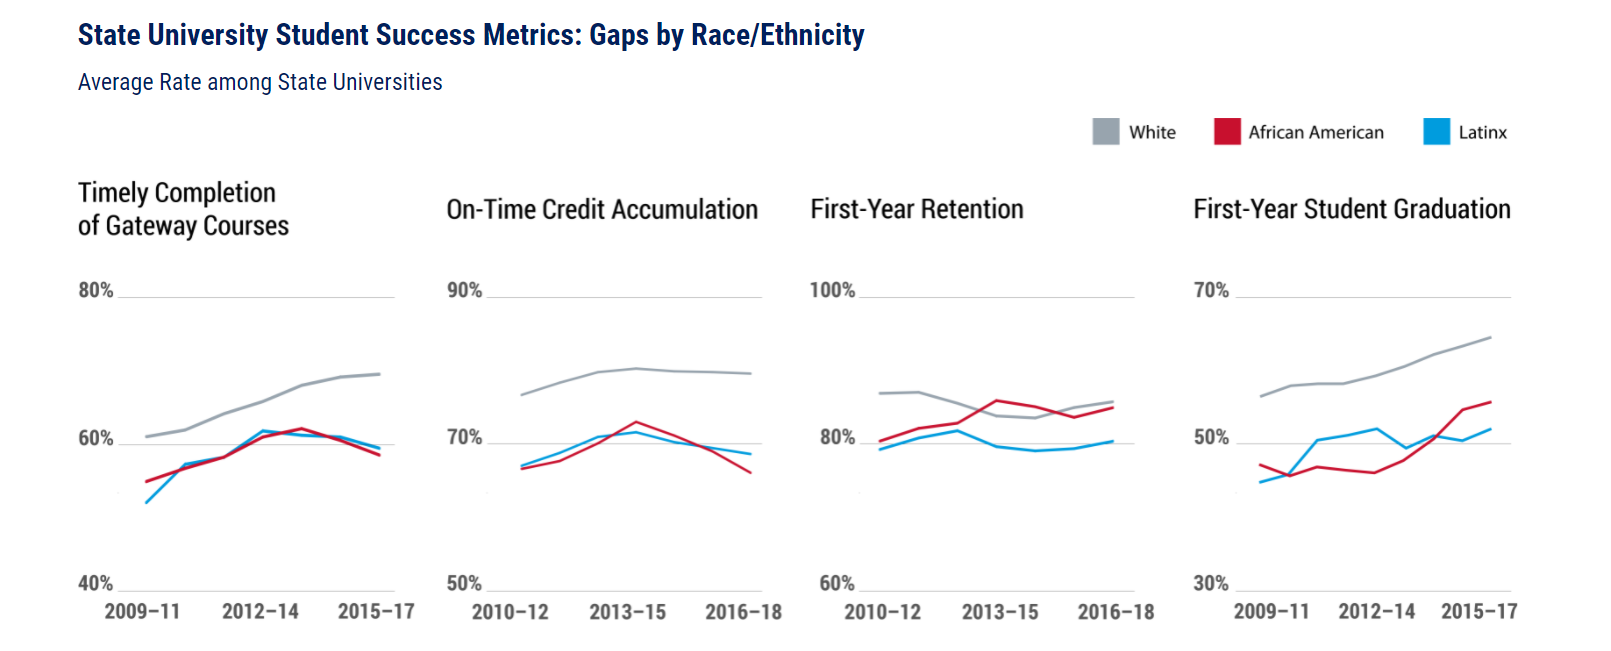 State University Student Success Metrics: Gaps by Race/Ethnicity
Average Rate among State Universities
White African American Latinx
Timely Completion
of Gateway Courses
80%
60%
40%
2009–11 2012–14 2015–17
On-Time Credit Accumulation
90%
70%
50%
2010–12 2013–15 2016–18
First-Year Retention
100%
80%
60%
2010–12 2013–15 2016–18
First-Year Student Graduation
70%
50%
30%
2009–11 2012–14 2015–17